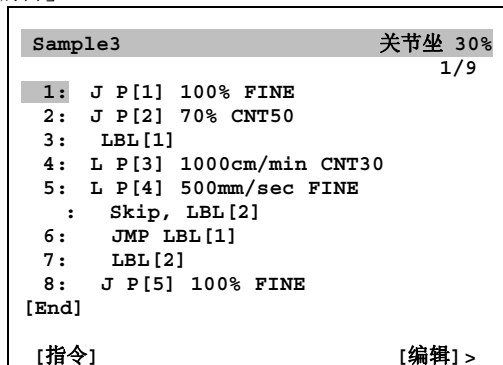 Sample3 关节坐 30%
1/9
1: J P[1] 100% FINE
2: J P[2] 70% CNT50
3: LBL[1]
4: L P[3] 1000cm/min CNT30
5: L P[4] 500mm/sec FINE
: Skip, LBL[2]
6: JMP LBL[1]
7: LBL[2]
8: J P[5] 100% FINE
[End]
[指令] [编辑]>